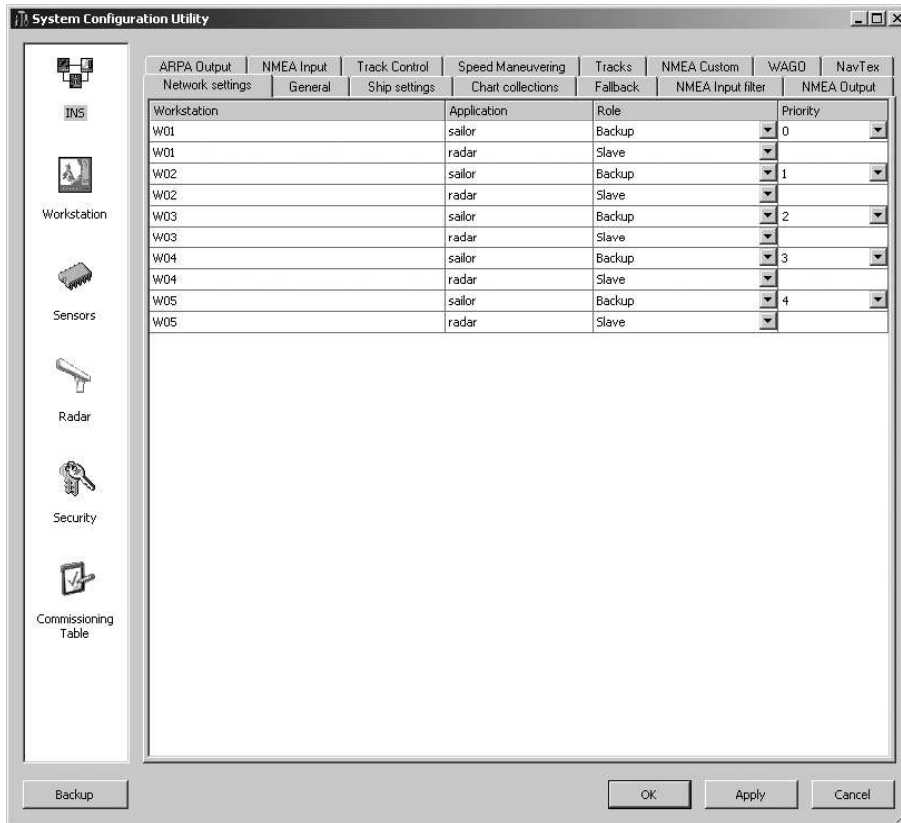 System Configuration Utility
INS
Workstation
Sensors
Radar
Security
Commissioning
Table
ARPA Output NMEA Input Track Control Speed Maneuvering Tracks NMEA Custom WAGO NavTex
Network settings General Ship settings Chart collections Fallback NMEA Input filter NMEA Output
Workstation Application Role Priority
W01 sailor Backup 0
W01 radar Slave
W02 sailor Backup 1
W02 radar Slave
W03 sailor Backup 2
W03 radar Slave
W04 sailor Backup 3
W04 radar Slave
W05 sailor Backup 4
W05 radar Slave
Backup OK Apply Cancel